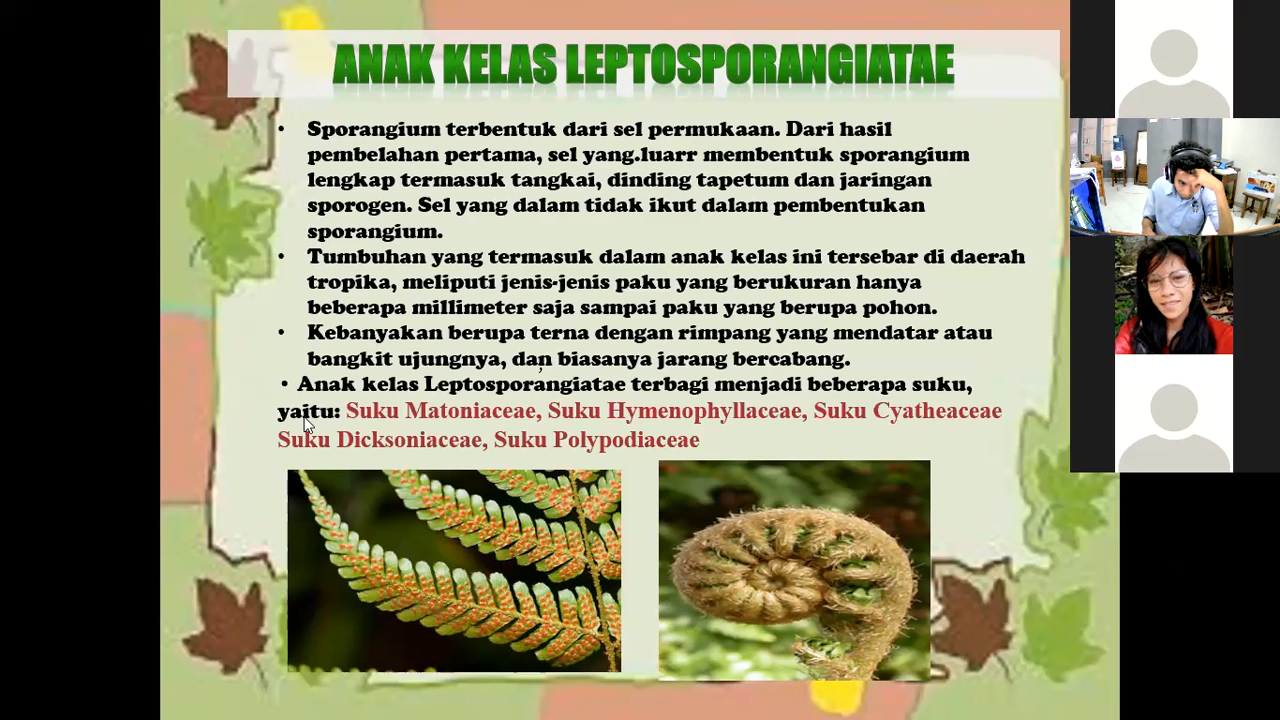 ANAK KELAS LEPTOSPORANGIATAE
• Sporangium terbentuk dari sel permukaan. Dari hasil
pembelahan pertama, sel yang.luarr membentuk sporangium
lengkap termasuk tangkai, dinding tapetum dan jaringan
sporogen. Sel yang dalam tidak ikut dalam pembentukan
sporangium.
• Tumbuhan yang termasuk dalam anak kelas ini tersebar di daerah
tropika, meliputi jenis-jenis paku yang berukuran hanya
beberapa millimeter saja sampai paku yang berupa pohon.
• Kebanyakan berupa terna dengan rimpang yang mendatar atau
bangkit ujungnya, dan biasanya jarang bercabang.
• Anak kelas Leptosporangiatae terbagi menjadi beberapa suku,
yaitu: Suku Matoniaceae, Suku Hymenophyllaceae, Suku Cyatheaceae
Suku Dicksoniaceae, Suku Polypodiaceae